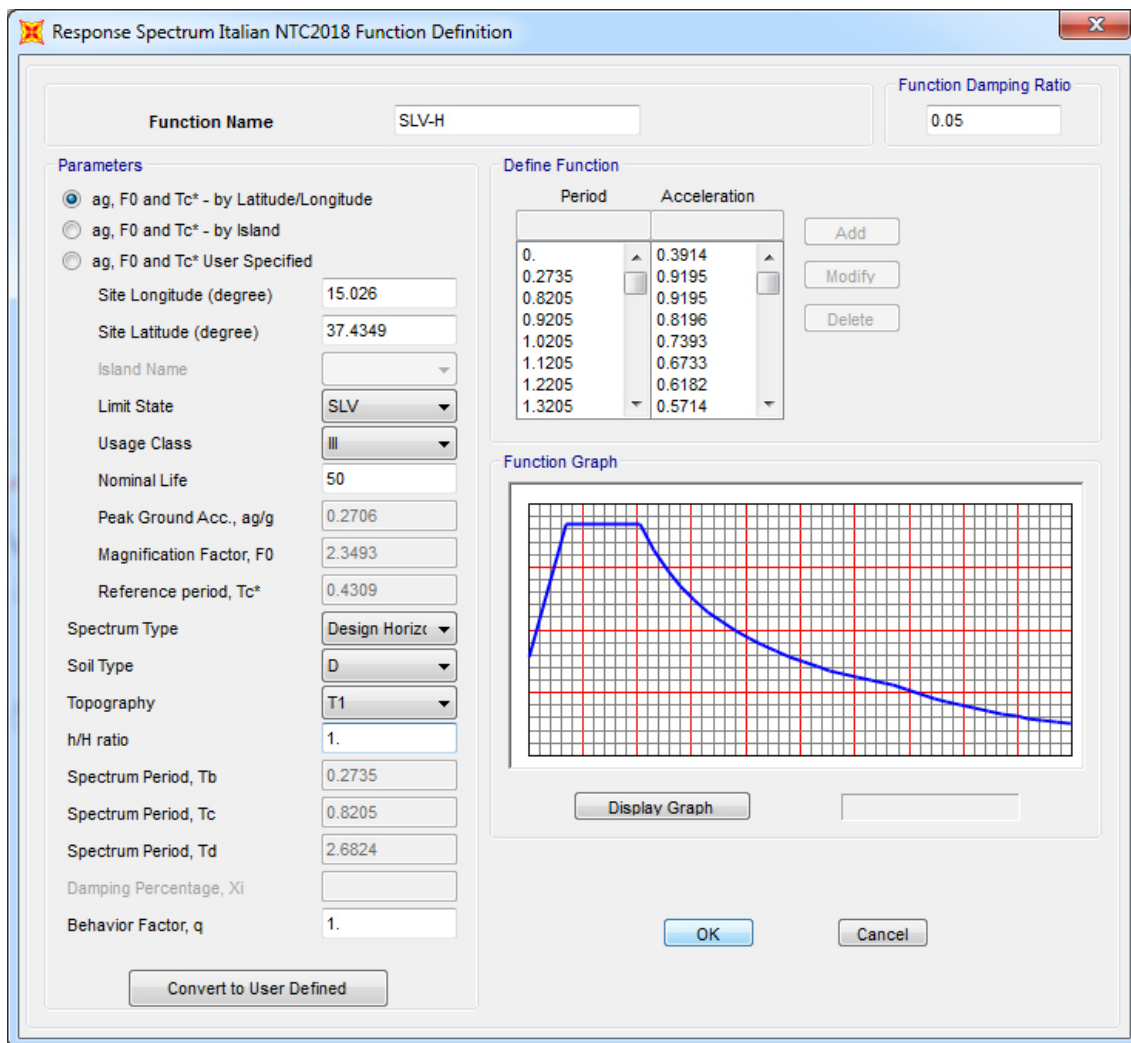 Response Spectrum Italian NTC2018 Function Definition
Function Name
SLV-H
Function Damping Ratio
0.05
Parameters
ag, F0 and Tc* - by Latitude/Longitude
ag, F0 and Tc* - by Island
ag, F0 and Tc* User Specified
Site Longitude (degree) 15.026
Site Latitude (degree) 37.4349
Island Name
Limit State SLV
Usage Class III
Nominal Life 50
Peak Ground Acc., ag/g 0.2706
Magnification Factor, F0 2.3493
Reference period, Tc* 0.4309
Spectrum Type Design Horizc
Soil Type D
Topography T1
h/H ratio 1.
Spectrum Period, Tb 0.2735
Spectrum Period, Tc 0.8205
Spectrum Period, Td 2.6824
Damping Percentage, Xi
Behavior Factor, q 1.
Convert to User Defined
Define Function
Period Acceleration
0. 0.3914
0.2735 0.9195
0.8205 0.9195
0.9205 0.8196
1.0205 0.7393
1.1205 0.6733
1.2205 0.6182
1.3205 0.5714
Add
Modify
Delete
Function Graph
Display Graph
OK
Cancel